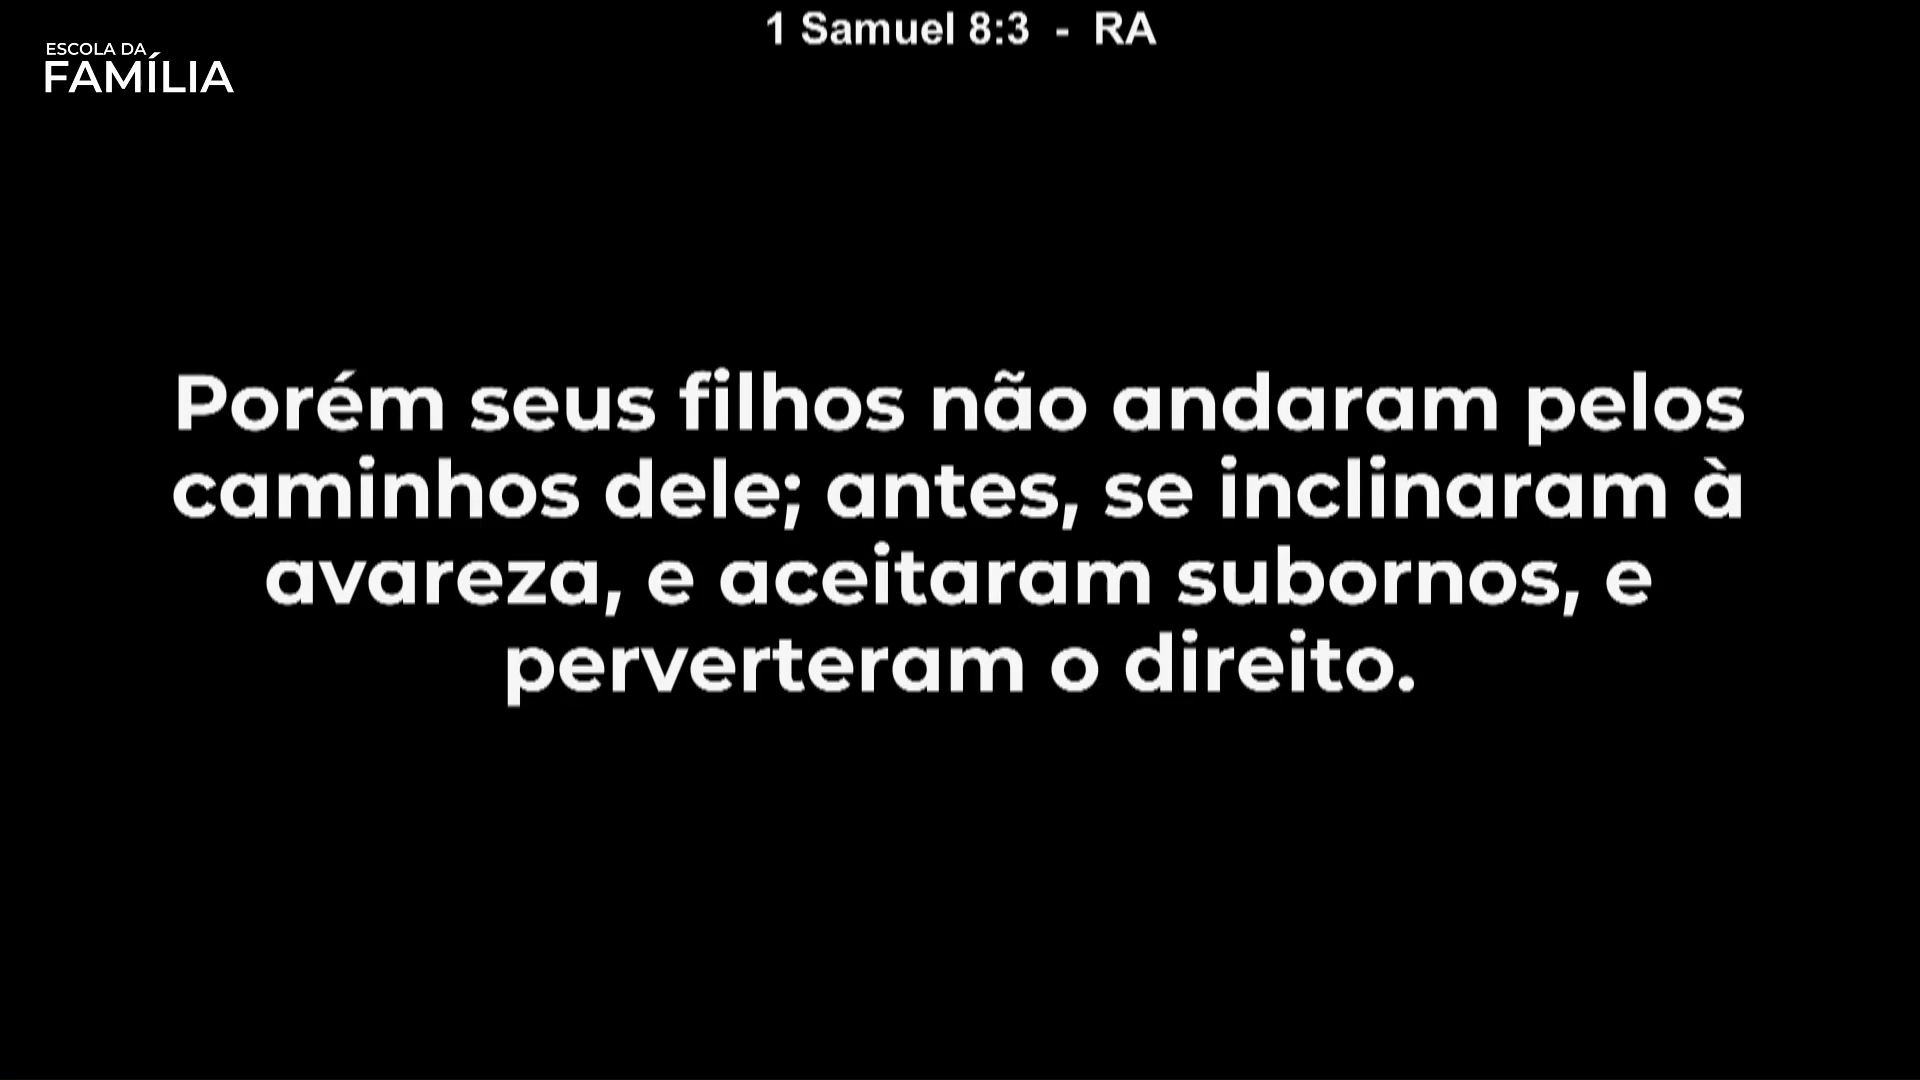 1 Samuel 8:3 - RA
ESCOLA DA
FAMÍLIA
Porém seus filhos não andaram pelos
caminhos dele; antes, se inclinaram à
avareza, e aceitaram subornos, e
perverteram o direito.